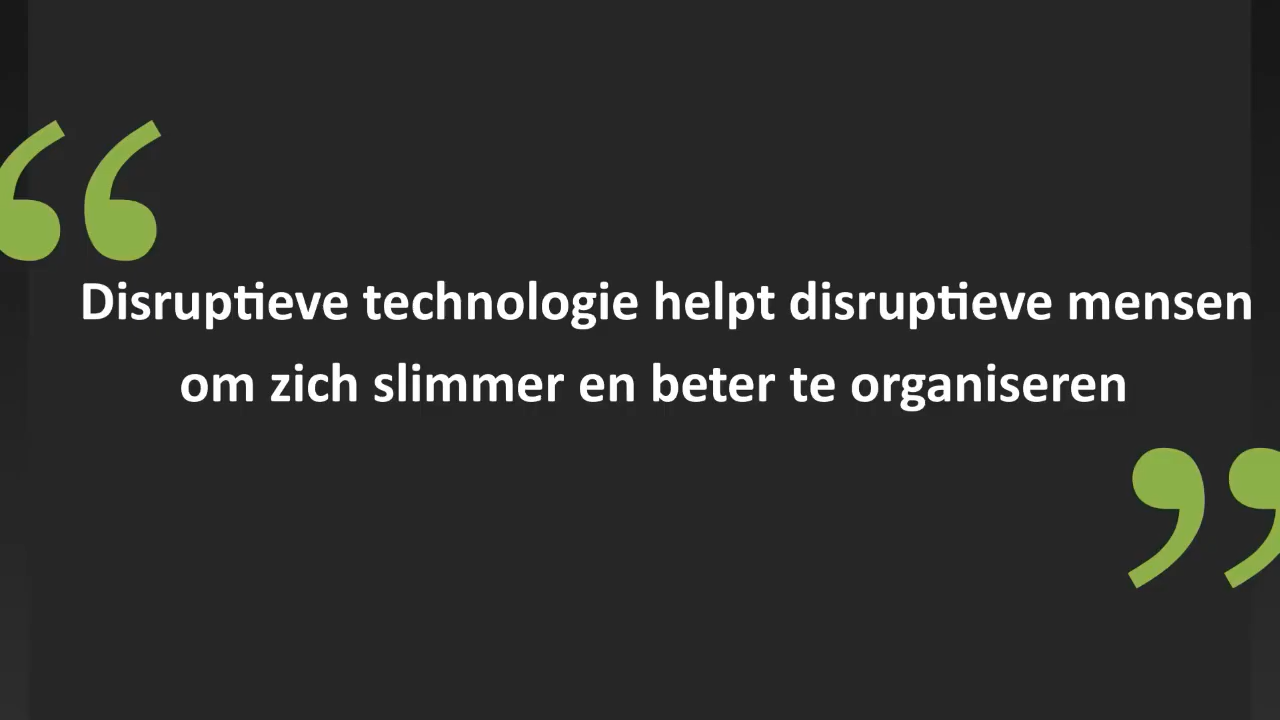 “
Disruptieve technologie helpt disruptieve mensen
om zich slimmer en beter te organiseren
”